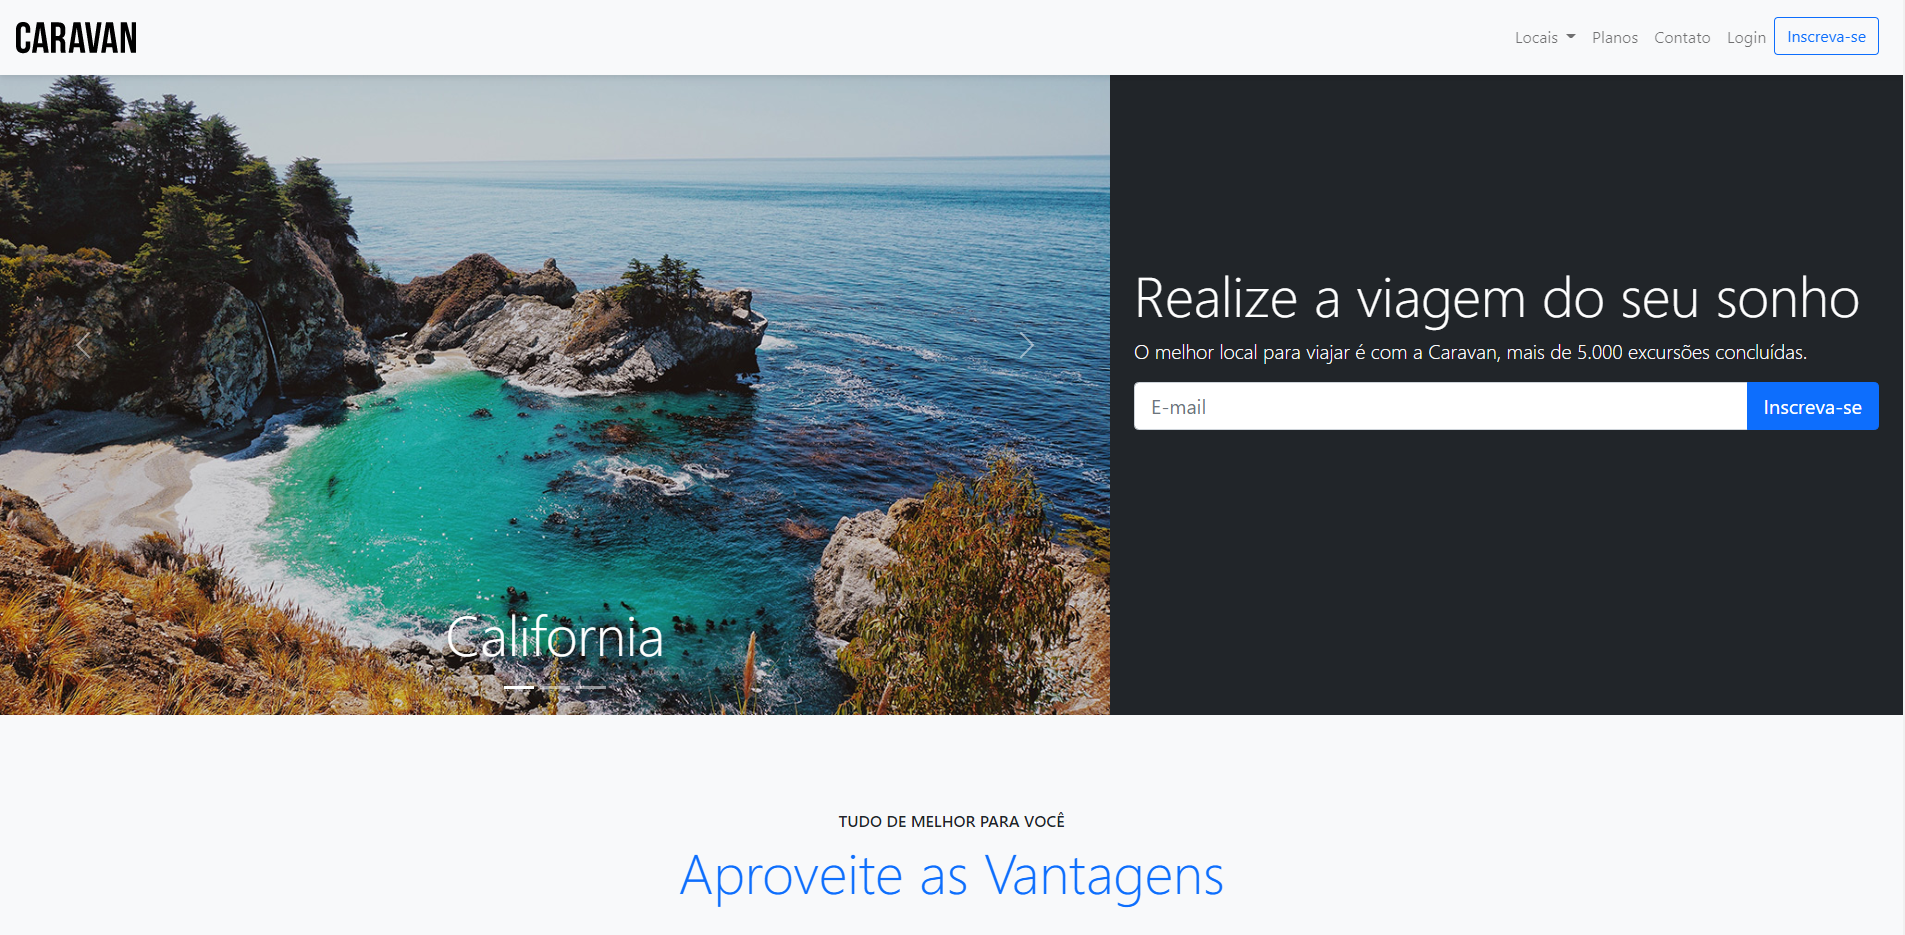 CARAVAN
Locais Planos Contato Login Inscreva-se
Realize a viagem do seu sonho
O melhor local para viajar é com a Caravan, mais de 5.000 excursões concluídas.
E-mail Inscreva-se
California
TUDO DE MELHOR PARA VOCÊ
Aproveite as Vantagens